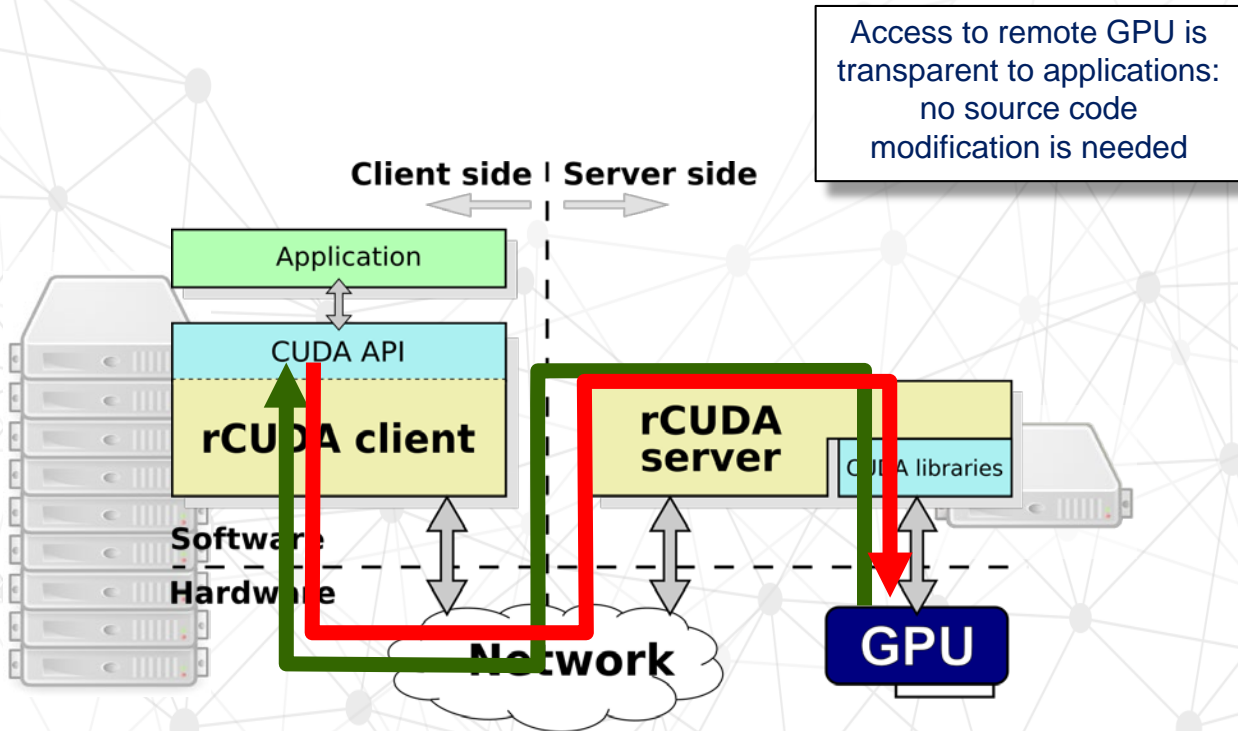 Access to remote GPU is
transparent to applications:
no source code
modification is needed
Client side Server side
Application
CUDA API
rCUDA client
rCUDA
server
CUDA libraries
Software
Hardware
Network
GPU